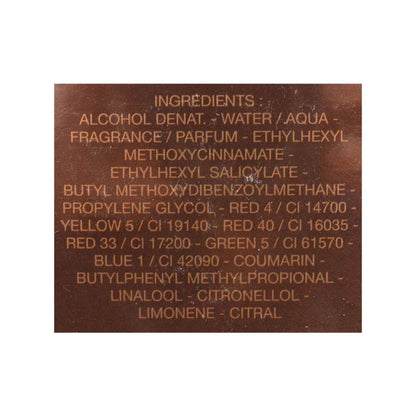 INGREDIENTS :
ALCOHOL DENAT. - WATER / AQUA -
FRAGRANCE / PARFUM - ETHYLHEXYL
METHOXYCINNAMATE -
ETHYLHEXYL SALICYLATE -
BUTYL METHOXYDIBENZOYLMETHANE -
PROPYLENE GLYCOL - RED 4 / CI 14700 -
YELLOW 5 / CI 19140 - RED 40 / CI 16035 -
RED 33 / CI 17200 - GREEN 5 / CI 61570 -
BLUE 1 / CI 42090 - COUMARIN -
BUTYLPHENYL METHYLPROPIONAL -
LINALOOL - CITRONELLOL -
LIMONENE - CITRAL